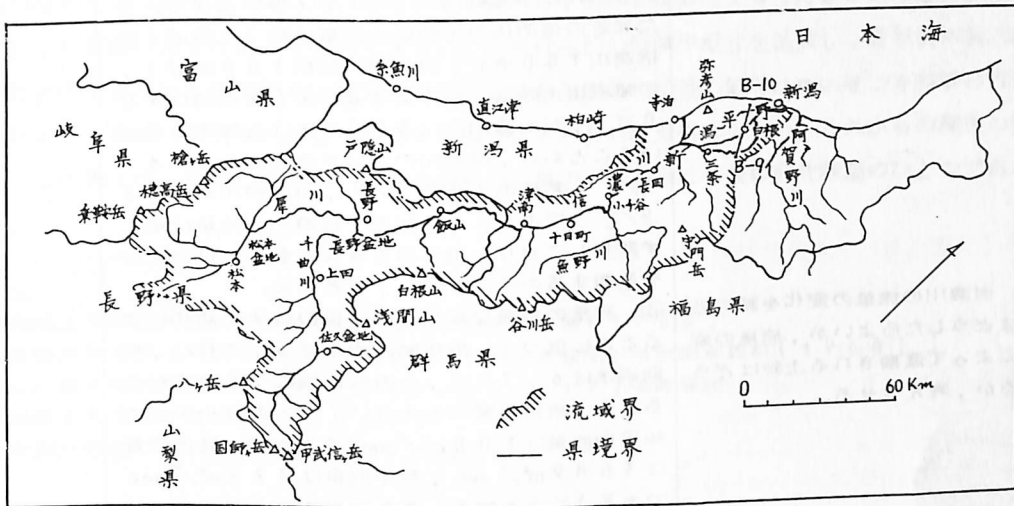 日本海
富山県
岐阜県
糸魚川
直江津
新潟県
柏崎
弥彦山
B-10
新潟
潟
平
野
白根
B-9
三条
新
阿賀野川
槍ヶ岳
穂高岳
乗鞍岳
戸隠山
犀川
長野
長野盆地
飯山
津南
信濃川
十日町
小千谷
長岡
魚野川
守門岳
松本盆地
松本
千曲川
上田
長野県
白根山
谷川岳
福島県
浅間山
佐久盆地
群馬県
八ヶ岳
山梨県
国師ヶ岳
甲武信ヶ岳
流域界
県境界
0 60Km